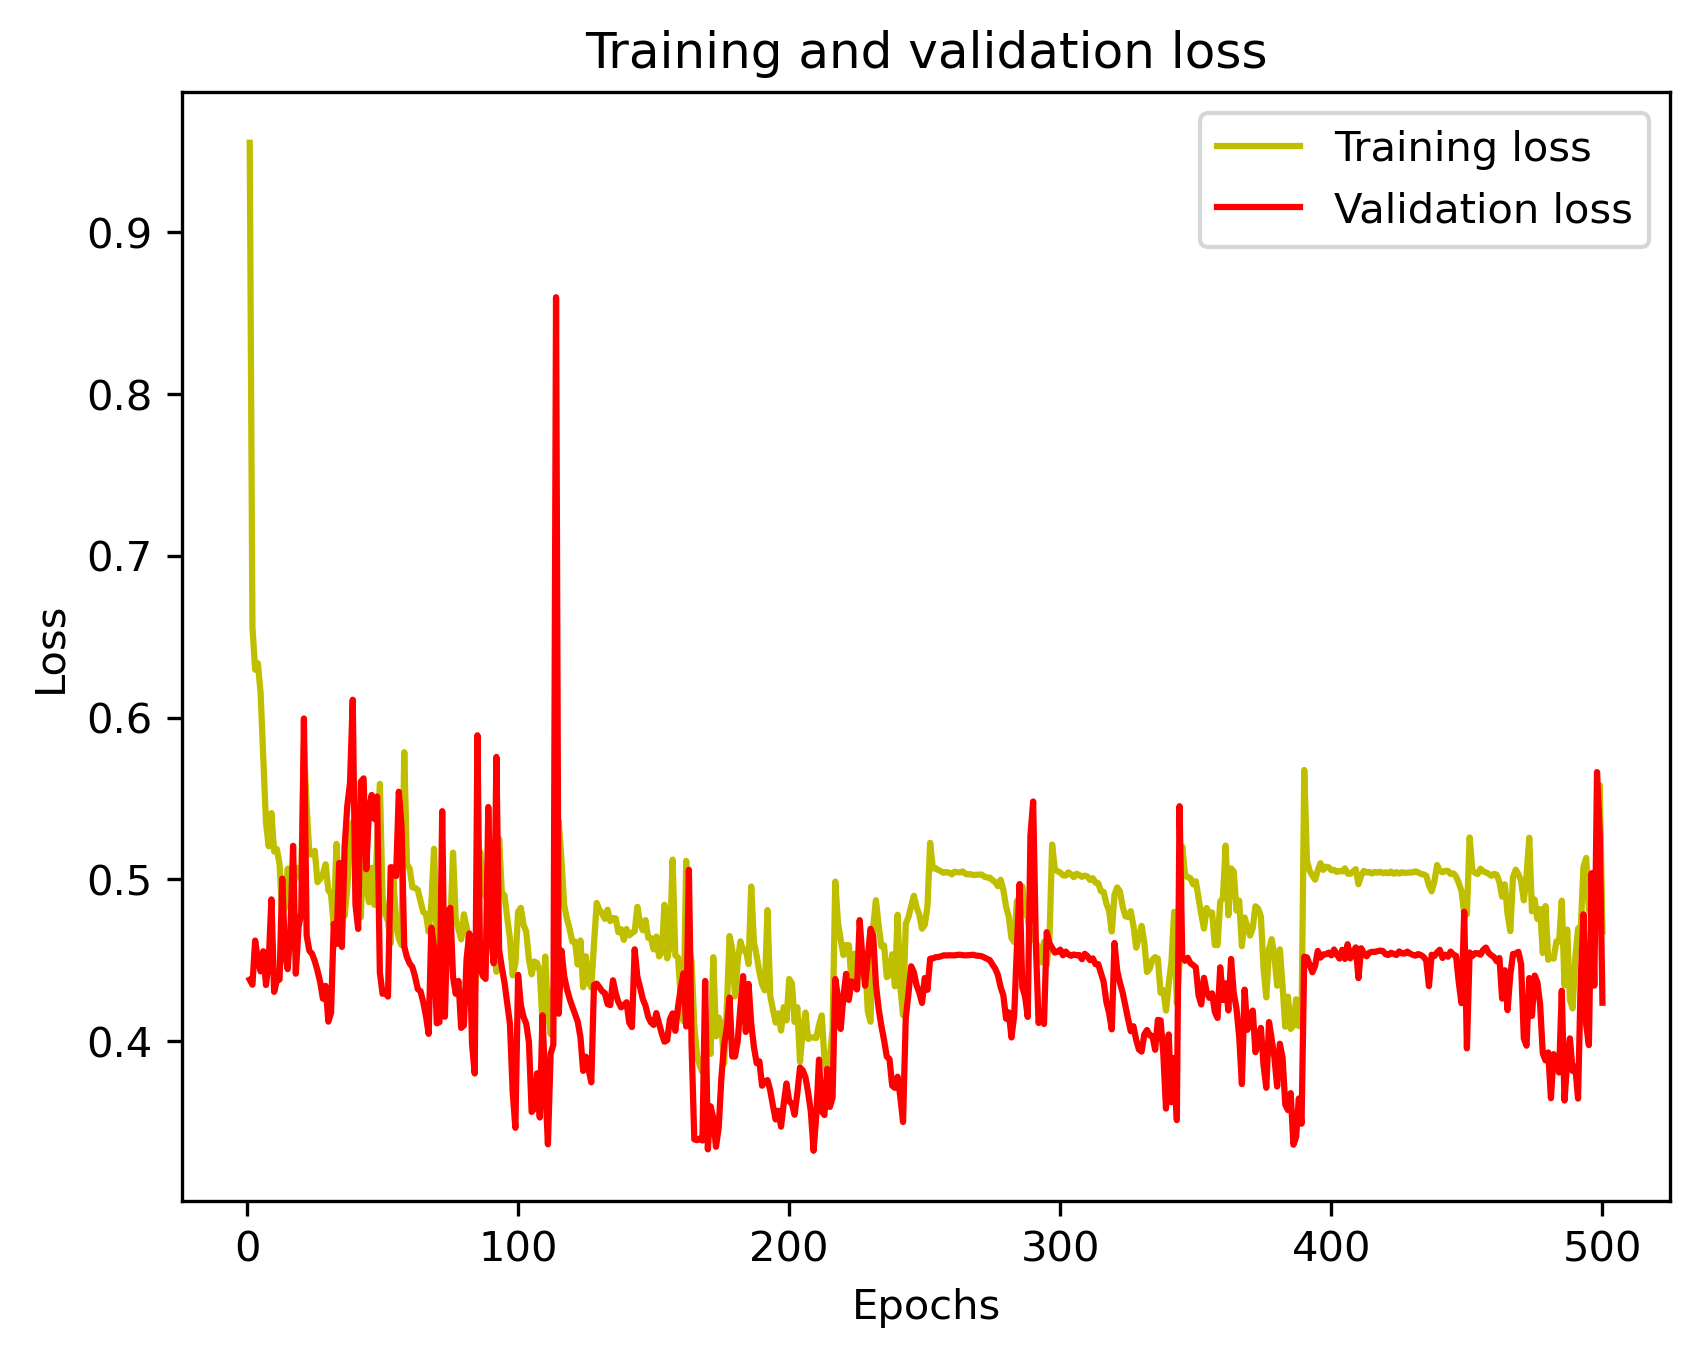 Training and validation loss
Training loss
Validation loss
0.9
0.8
0.7
0.6
0.5
0.4
Loss
0 100 200 300 400 500
Epochs